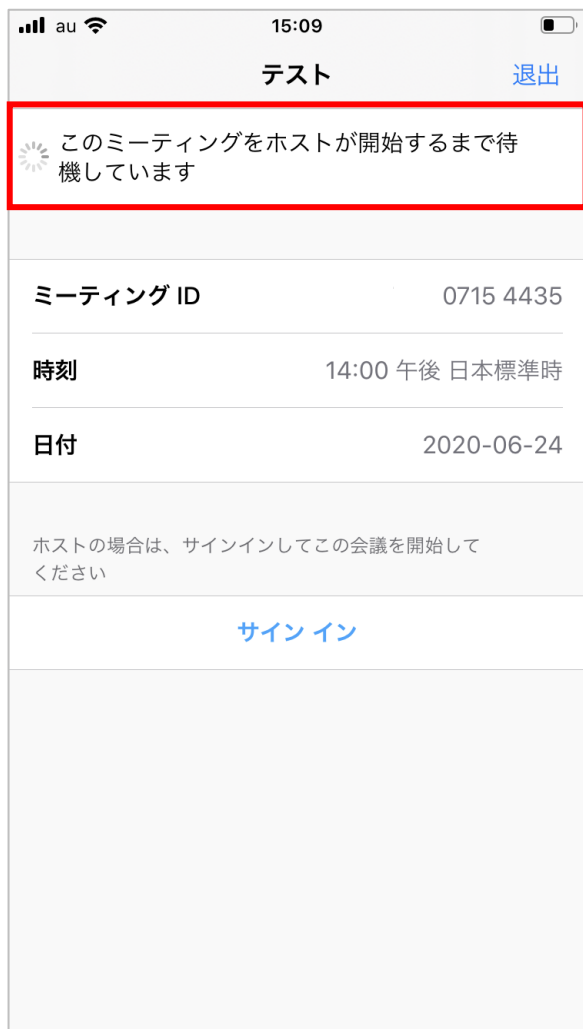 au 15:09
テスト 退出
このミーティングをホストが開始するまで待
機しています
ミーティング ID 0715 4435
時刻 14:00 午後 日本標準時
日付 2020-06-24
ホストの場合は、サインインしてこの会議を開始して
ください
サイン イン